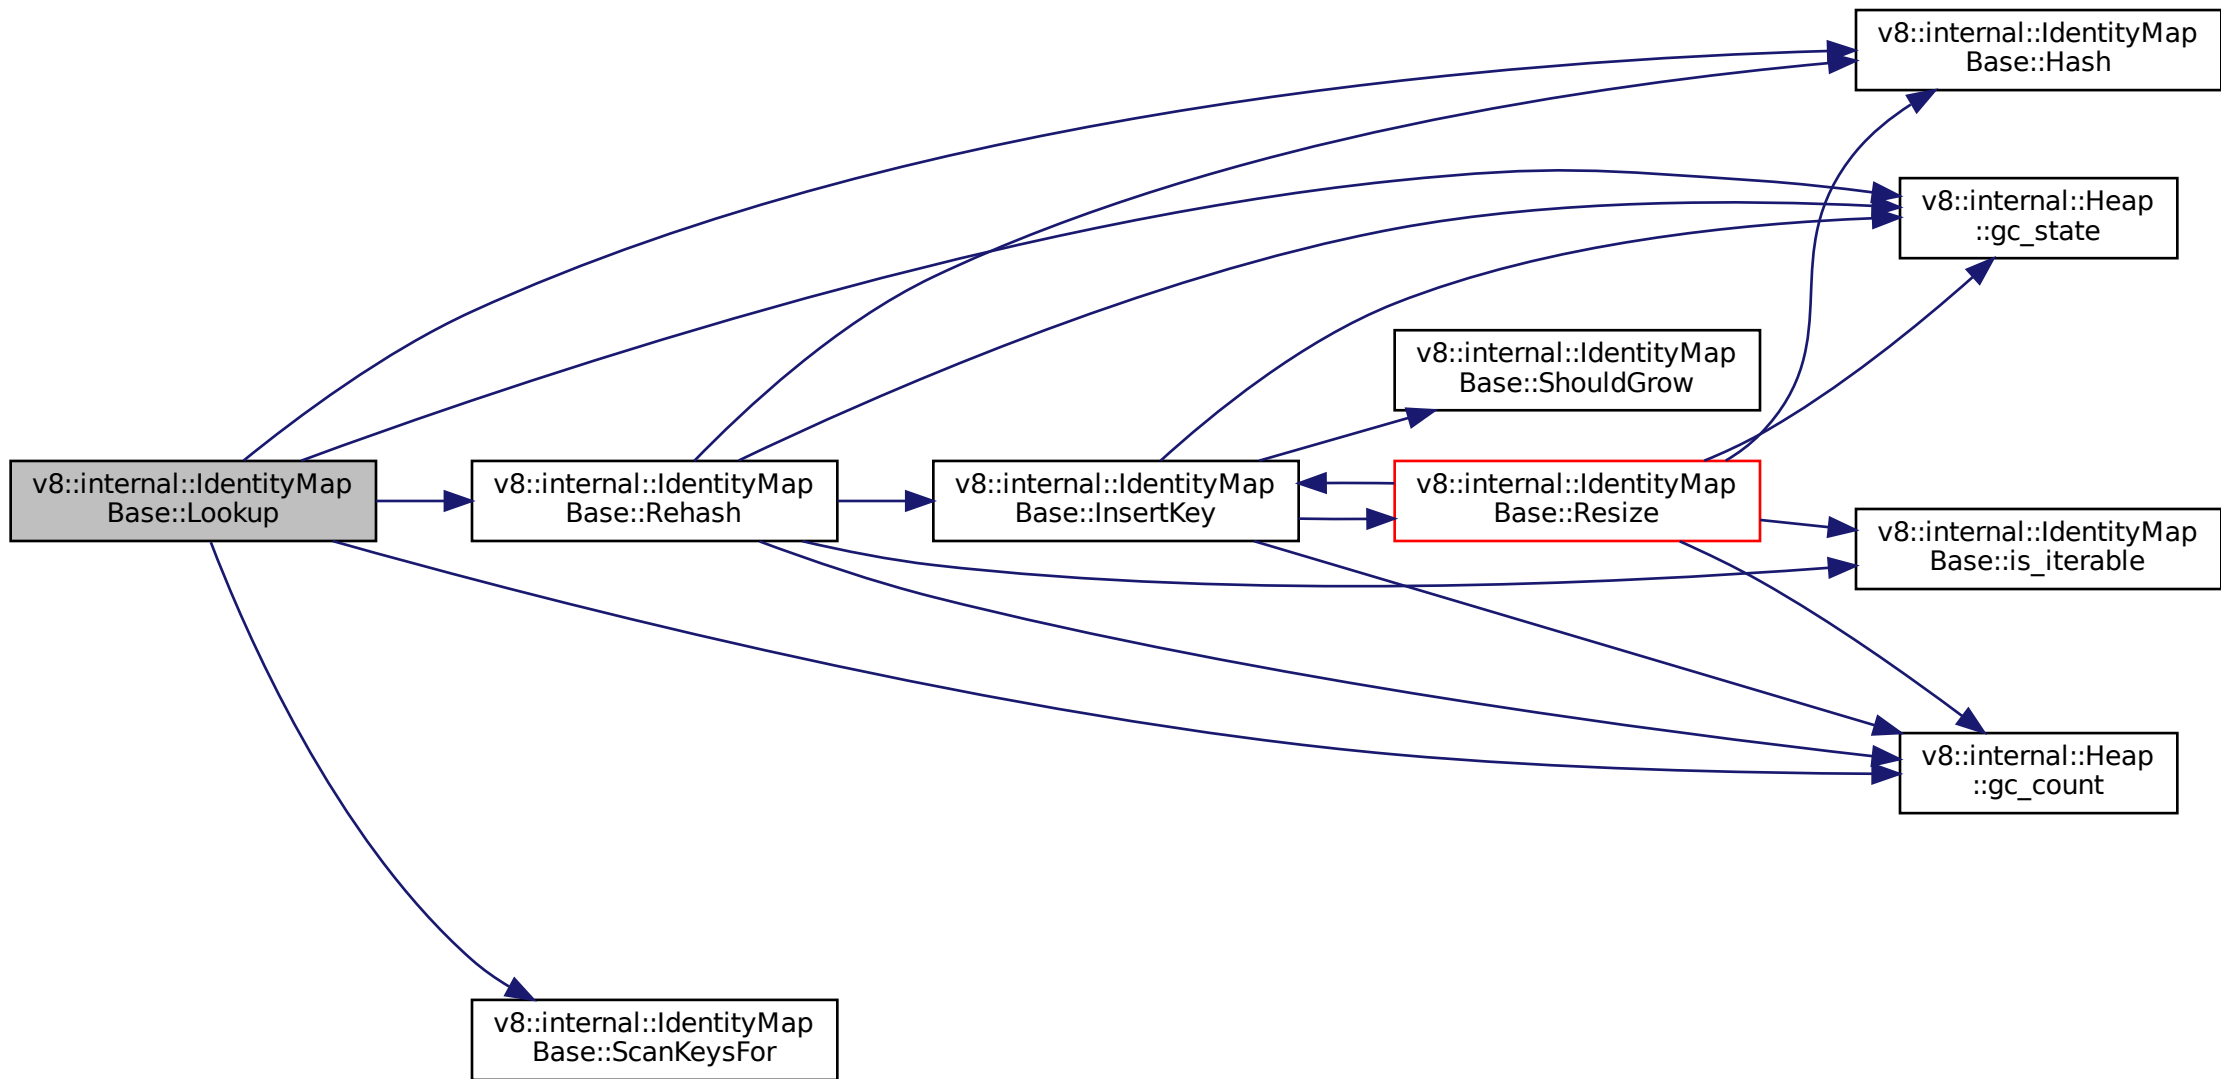 v8::internal::IdentityMap
Base::Hash
v8::internal::Heap
::gc_state
v8::internal::IdentityMap
Base::ShouldGrow
v8::internal::IdentityMap
Base::Lookup
v8::internal::IdentityMap
Base::Rehash
v8::internal::IdentityMap
Base::InsertKey
v8::internal::IdentityMap
Base::Resize
v8::internal::IdentityMap
Base::is_iterable
v8::internal::Heap
::gc_count
v8::internal::IdentityMap
Base::ScanKeysFor